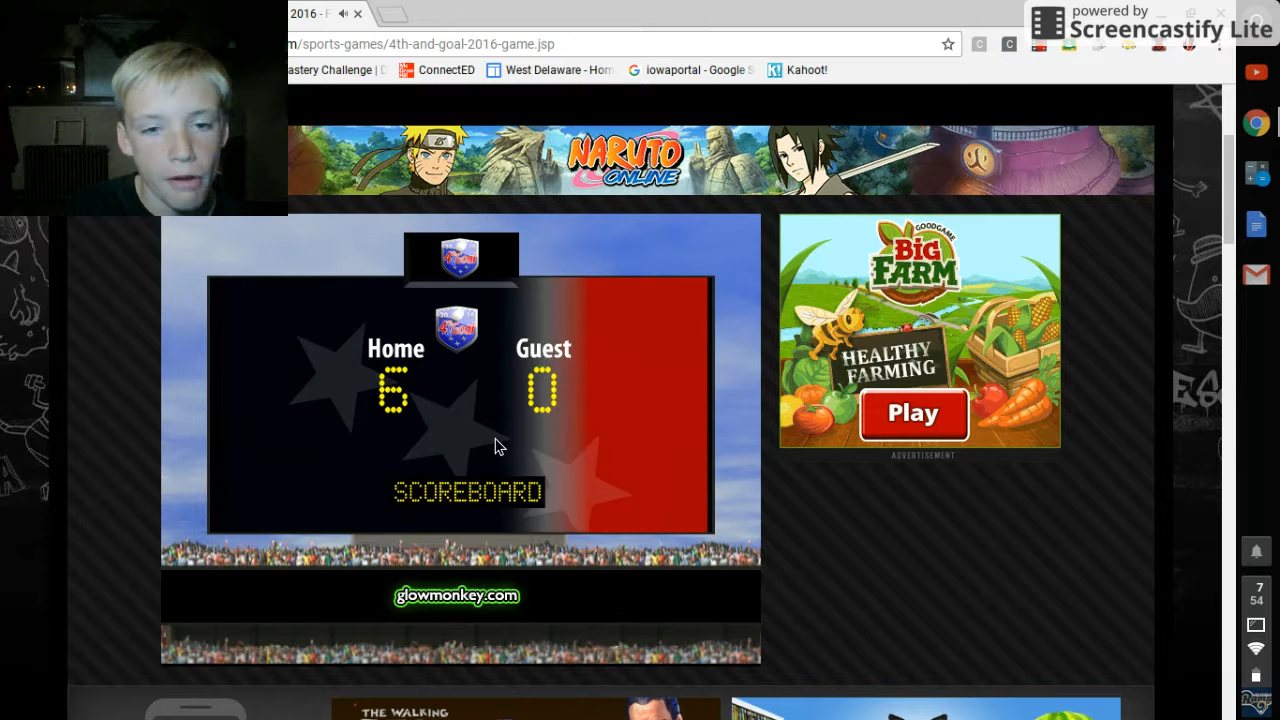 2016 - F
powered by
Screencastify Lite
m/sports-games/4th-and-goal-2016-game.jsp
astery Challenge | D
ConnectED
West Delaware - Hom
iowaportal - Google S
Kahoot!
NARUTO
ONLINE
GOODGAME
BIG
FARM
HEALTHY
FARMING
Play
ADVERTISEMENT
Home
Guest
6
0
SCOREBOARD
glowmonkey.com
7
54
THE WALKING